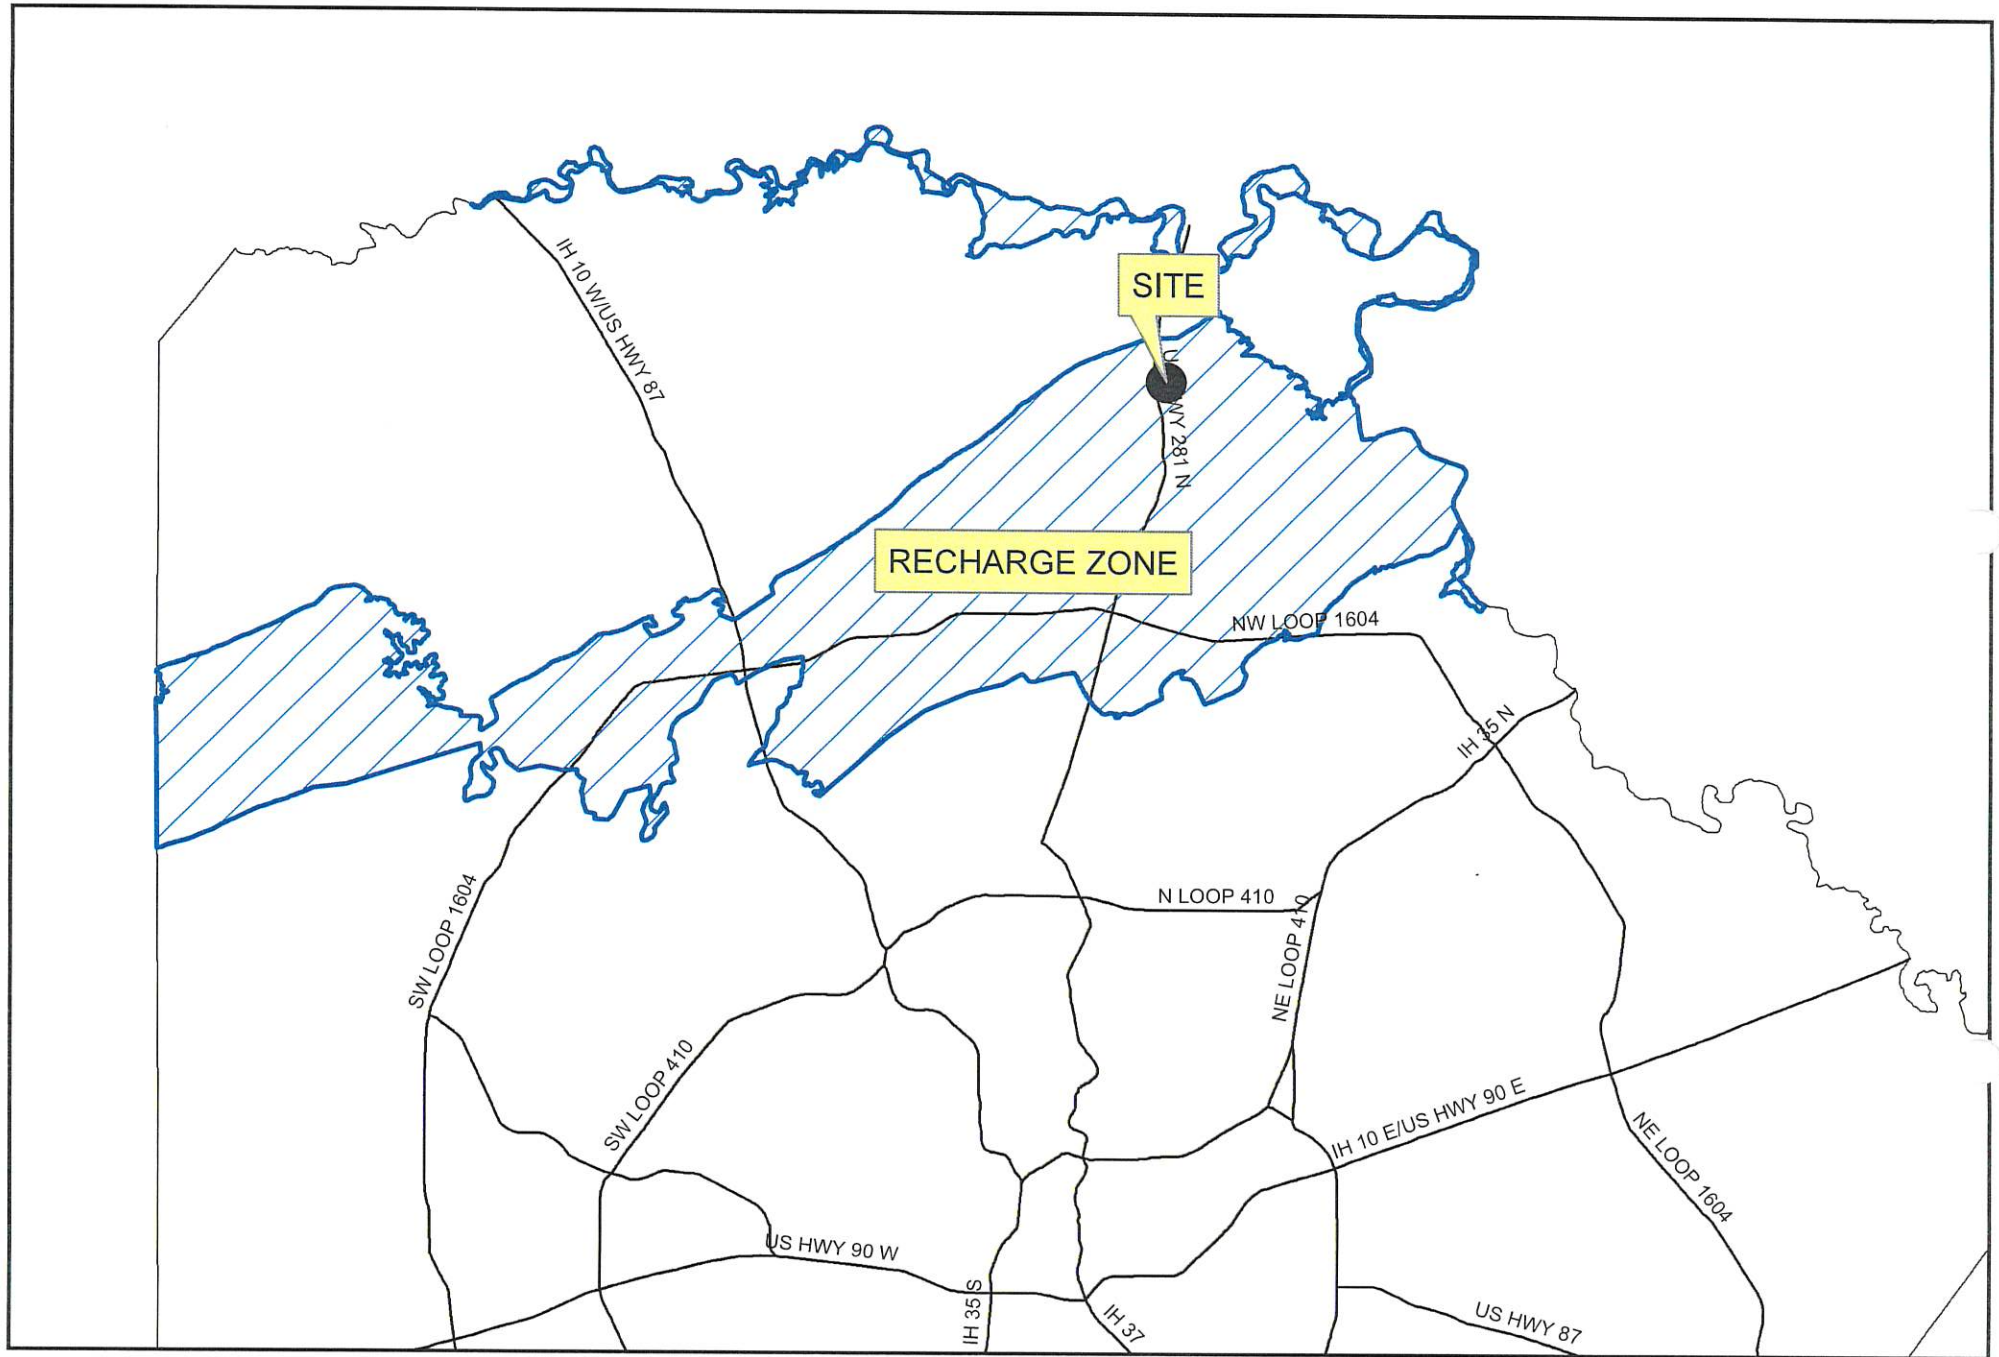 IH 10 W/US HWY 87
SITE
U WY 281 N
RECHARGE ZONE
NW LOOP 1604
IH 35 N
SW LOOP 1604
N LOOP 410
NE LOOP 410
SW LOOP 410
IH 10 E/US HWY 90 E
NE LOOP 1604
US HWY 90 W
IH 35 S
IH 37
US HWY 87